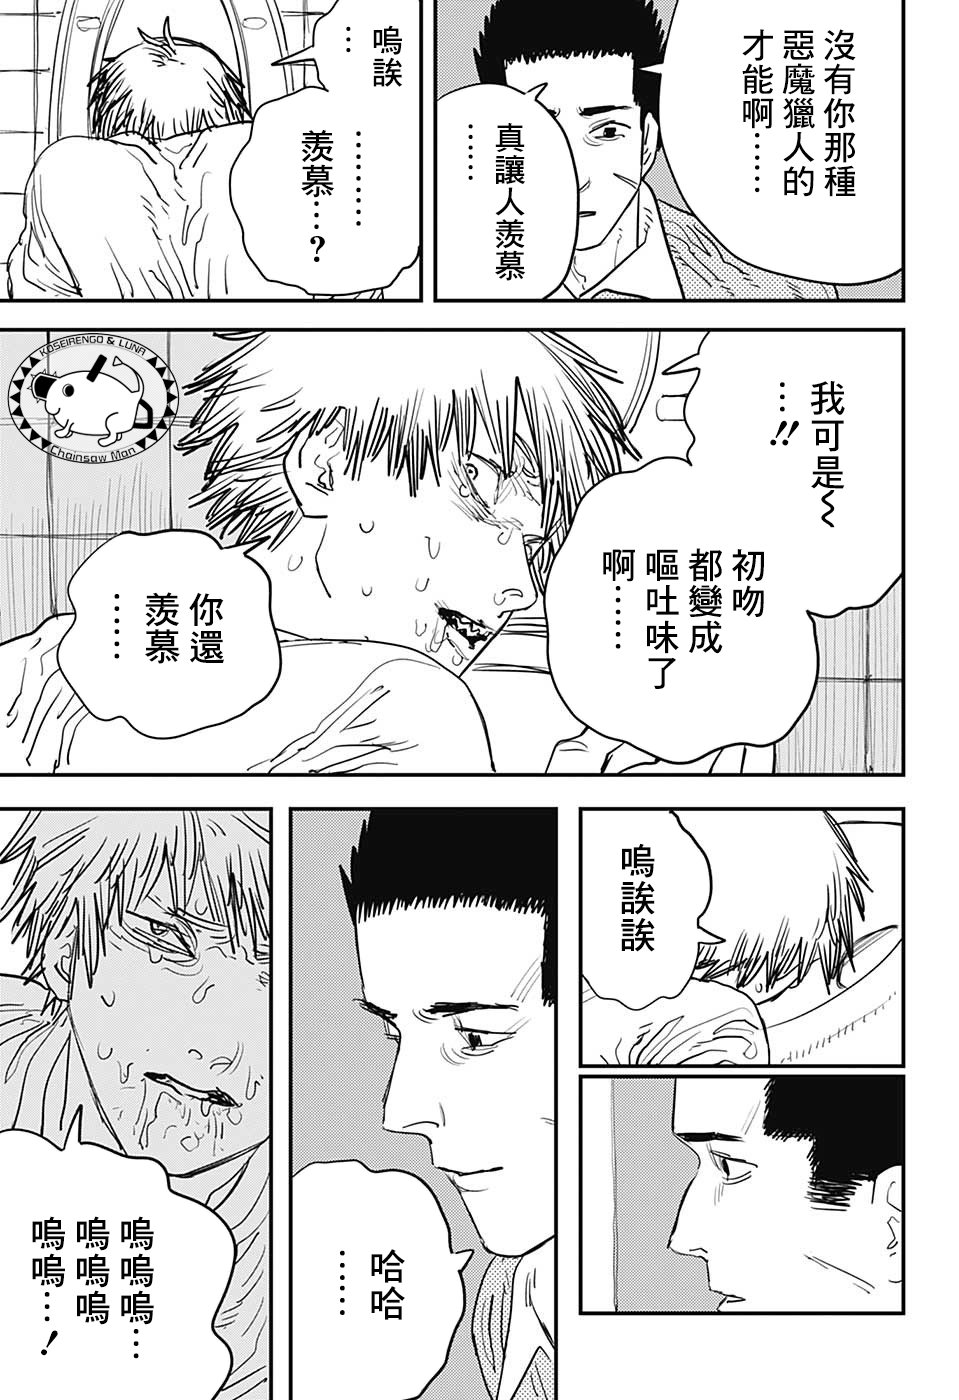 沒有你那種
惡魔獵人的
才能啊……
真讓人羨慕
……
嗚誒
……
………
羨慕…?
我可是~
…!!
初吻
都變成
嘔吐味了
啊……
你還
羨慕
……
KOSEIRENGO & LUNA
Chainsaw Man
嗚誒誒
哈哈
……
嗚嗚嗚…
嗚嗚嗚
嗚嗚…!